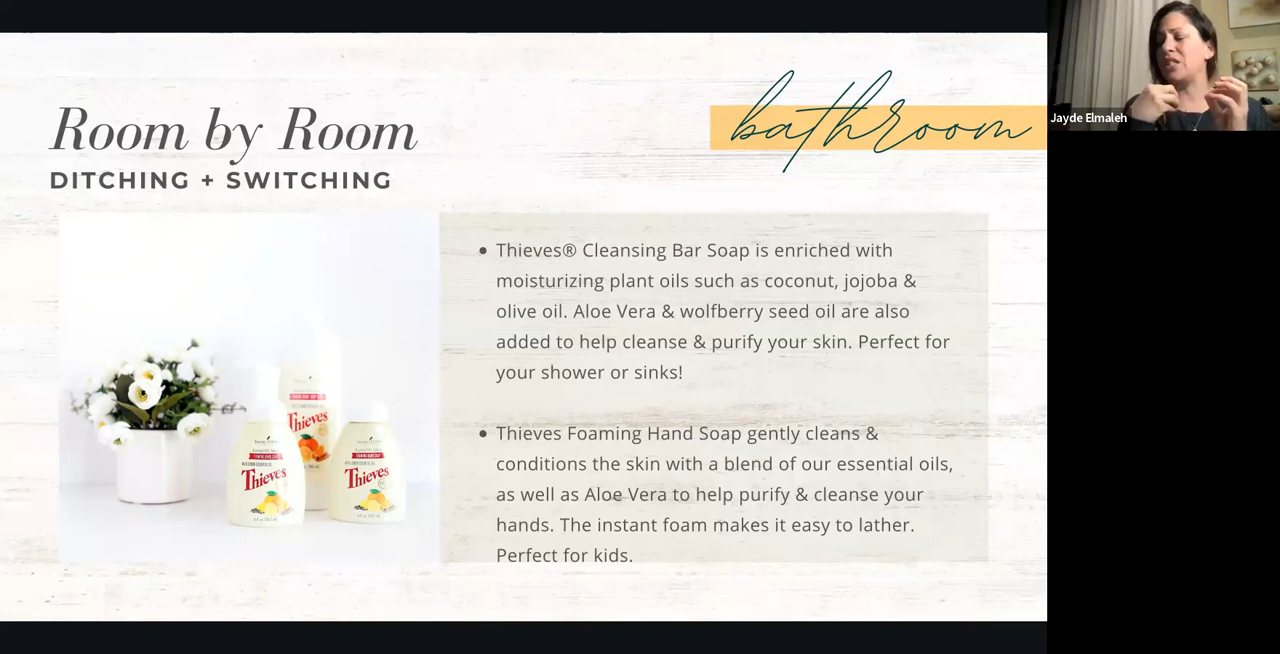 Room by Room
DITCHING + SWITCHING
bathroom
Jayde Elmaleh
Thieves® Cleansing Bar Soap is enriched with
moisturizing plant oils such as coconut, jojoba &
olive oil. Aloe Vera & wolfberry seed oil are also
added to help cleanse & purify your skin. Perfect for
your shower or sinks!
Thieves Foaming Hand Soap gently cleans &
conditions the skin with a blend of our essential oils,
as well as Aloe Vera to help purify & cleanse your
hands. The instant foam makes it easy to lather.
Perfect for kids.
Thieves
Thieves
Thieves